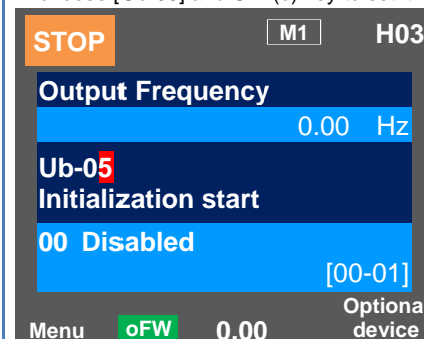 STOP M1 H03
Output Frequency
0.00 Hz
Ub-05
Initialization start
00 Disabled
[00-01]
Menu oFW 0.00 Optiona
device